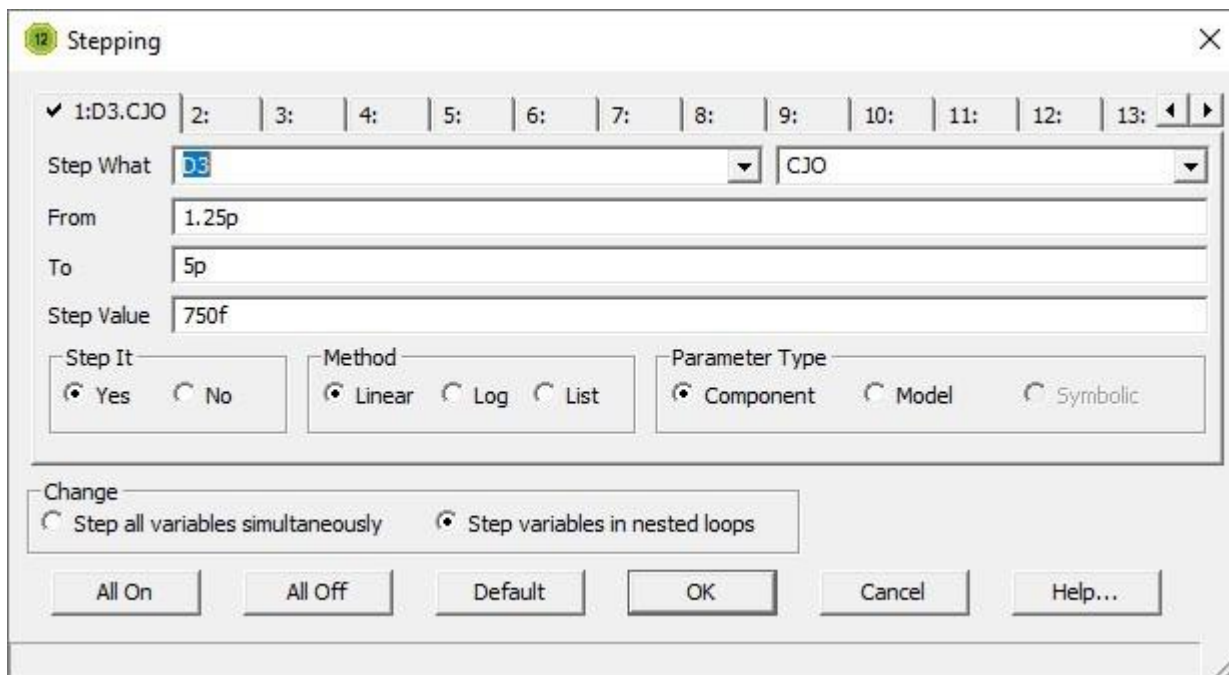 12 Stepping
1:D3.CJO 2: 3: 4: 5: 6: 7: 8: 9: 10: 11: 12: 13:
Step What D3 CJO
From 1.25p
To 5p
Step Value 750f
Step It Method Parameter Type
Yes No Linear Log List Component Model Symbolic
Change
Step all variables simultaneously Step variables in nested loops
All On All Off Default OK Cancel Help...